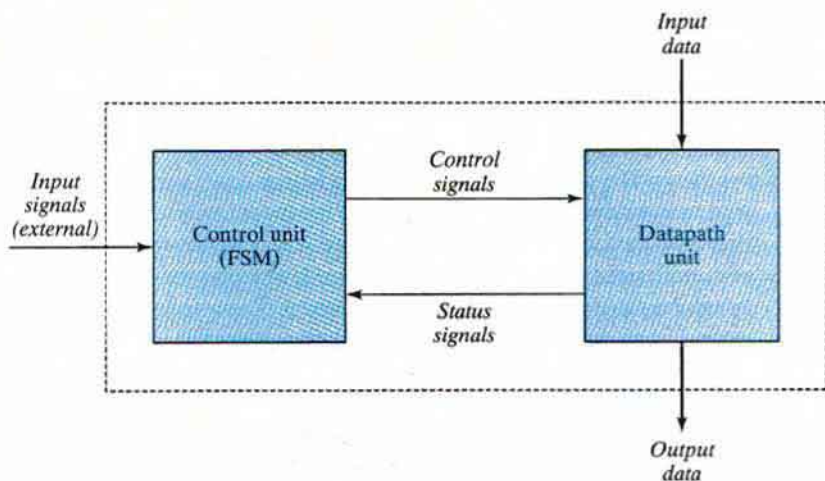 Input
data
Input
signals
(external)
Control unit
(FSM)
Control
signals
Status
signals
Datapath
unit
Output
data